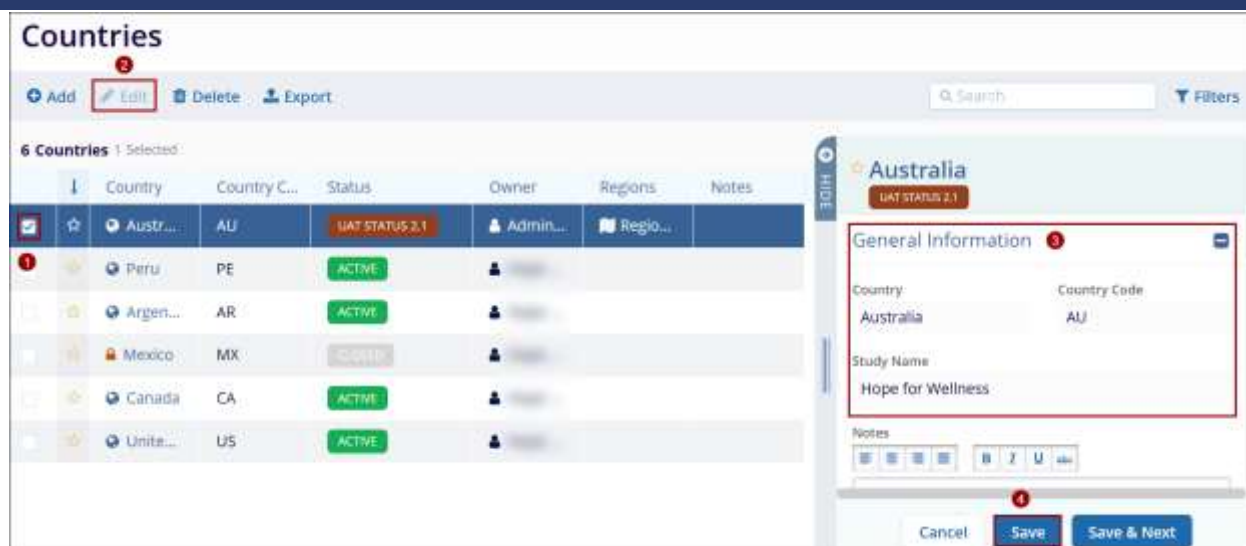 Countries
2
Add Edit Delete Export Search Filters
6 Countries 1 Selected
HIDE
Australia
UAT STATUS 2.1
Country Country C... Status Owner Regions Notes
Austr... AU UAT STATUS 2.1 Admin... Regio...
1
Peru PE ACTIVE
Argen... AR ACTIVE
Mexico MX CLOSED
Canada CA ACTIVE
Unite... US ACTIVE
General Information 3
Country Country Code
Australia AU
Study Name
Hope for Wellness
Notes
B I U abc
4
Cancel Save Save & Next